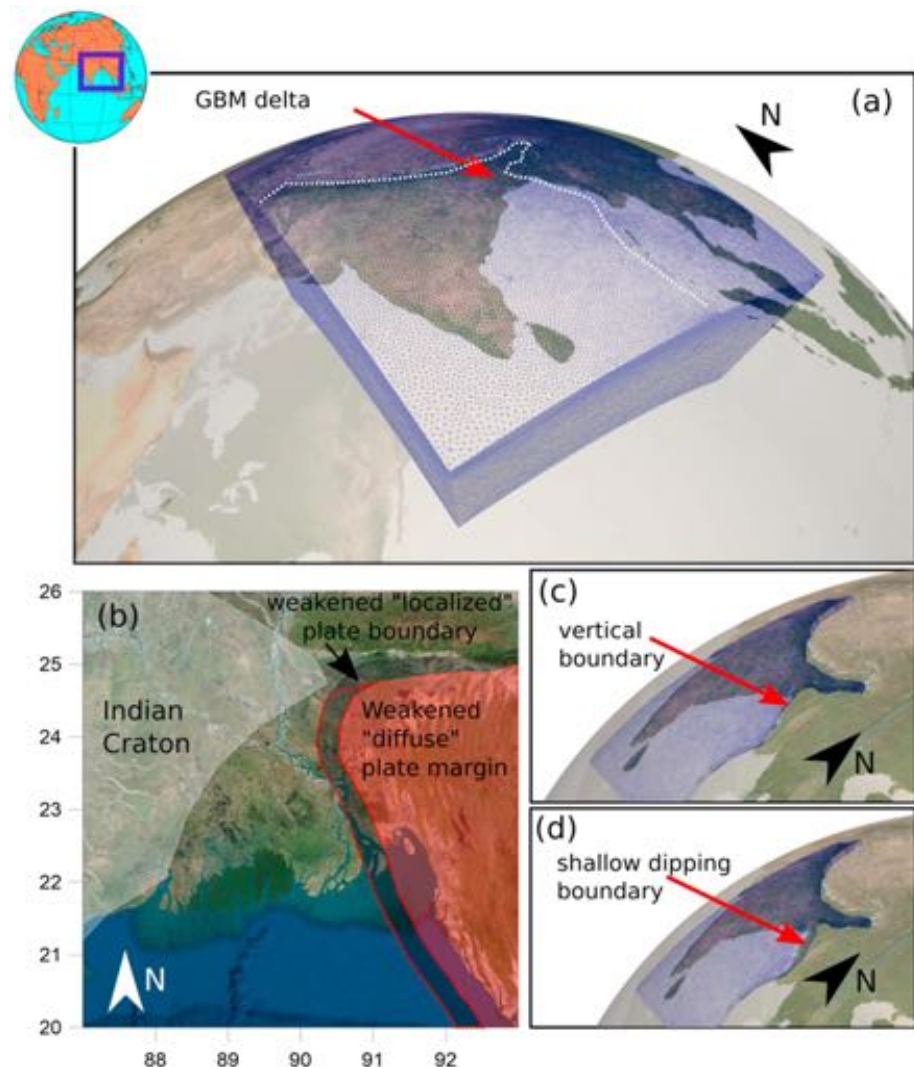 GBM delta
(a)
N
(b)
26
25
24
23
22
21
20
88
89
90
91
92
weakened "localized"
plate boundary
Indian
Craton
Weakened
"diffuse"
plate margin
N
(c)
vertical
boundary
N
(d)
shallow dipping
boundary
N